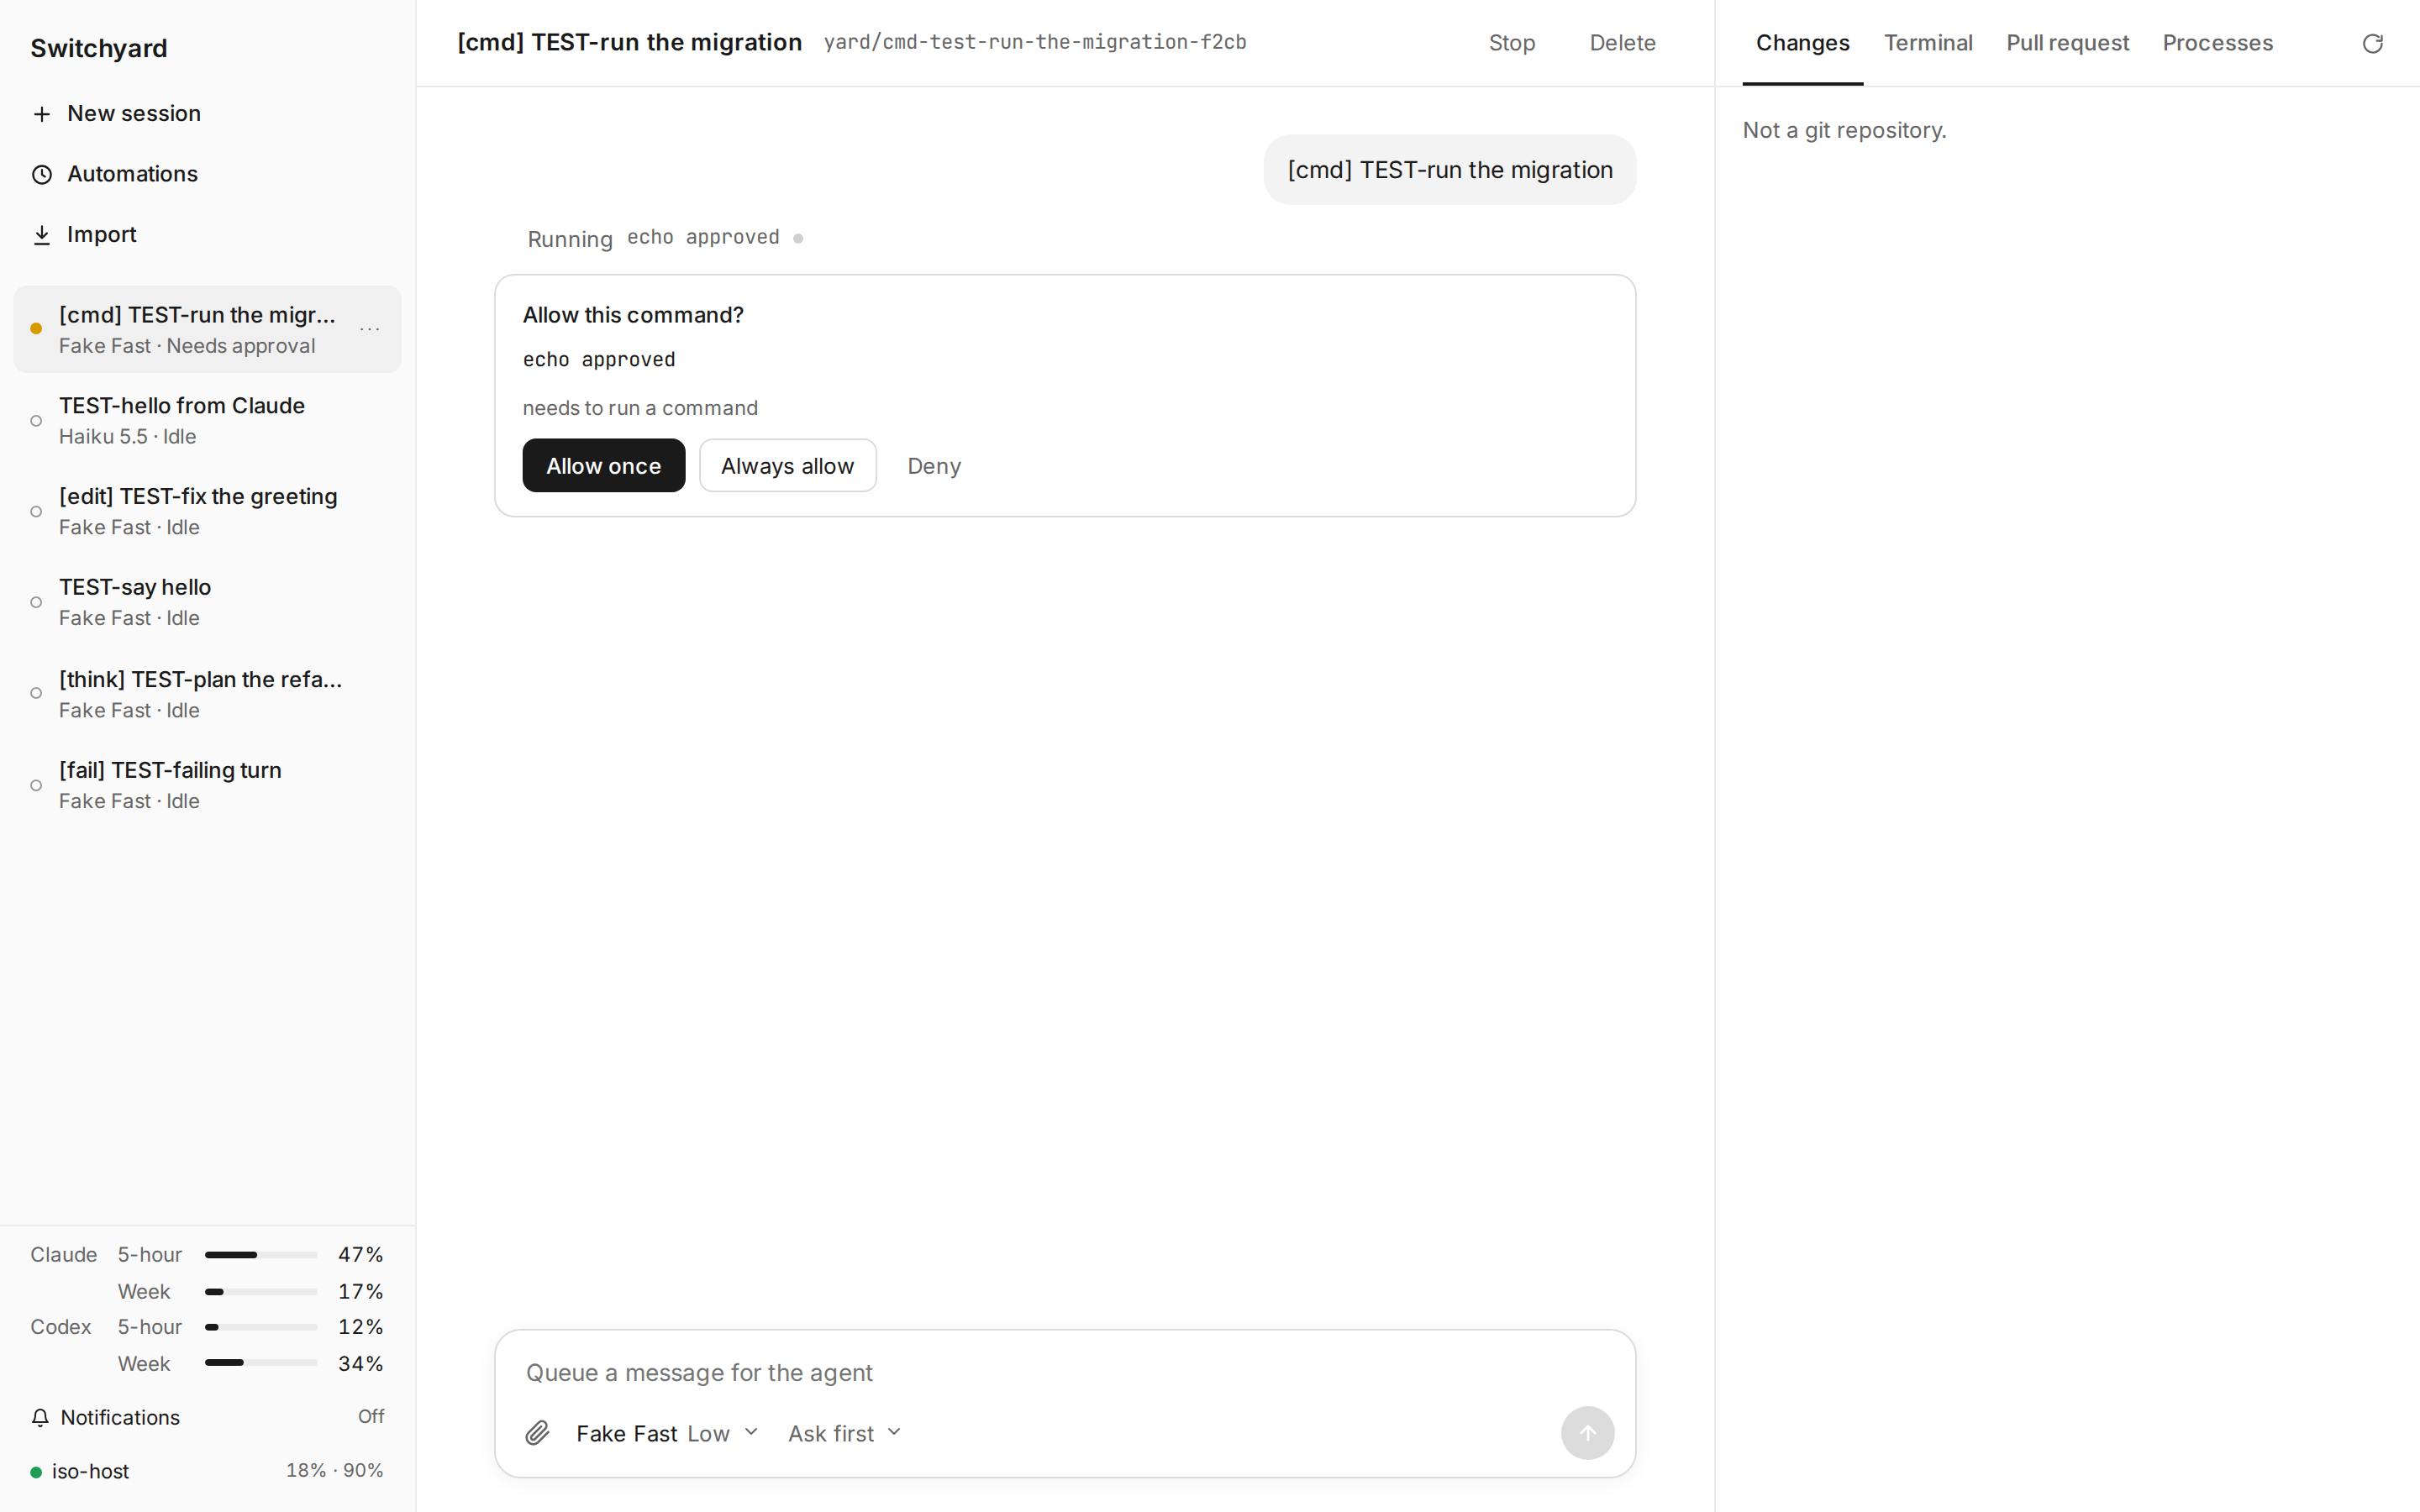 Switchyard
New session
Automations
Import
[cmd] TEST-run the migr...
Fake Fast · Needs approval
TEST-hello from Claude
Haiku 5.5 · Idle
[edit] TEST-fix the greeting
Fake Fast · Idle
TEST-say hello
Fake Fast · Idle
[think] TEST-plan the refa...
Fake Fast · Idle
[fail] TEST-failing turn
Fake Fast · Idle
Claude 5-hour 47%
Week 17%
Codex 5-hour 12%
Week 34%
Notifications Off
iso-host 18% · 90%
[cmd] TEST-run the migration yard/cmd-test-run-the-migration-f2cb Stop Delete
[cmd] TEST-run the migration
Running echo approved
Allow this command?
echo approved
needs to run a command
Allow once Always allow Deny
Queue a message for the agent
Fake Fast Low Ask first
Changes Terminal Pull request Processes
Not a git repository.